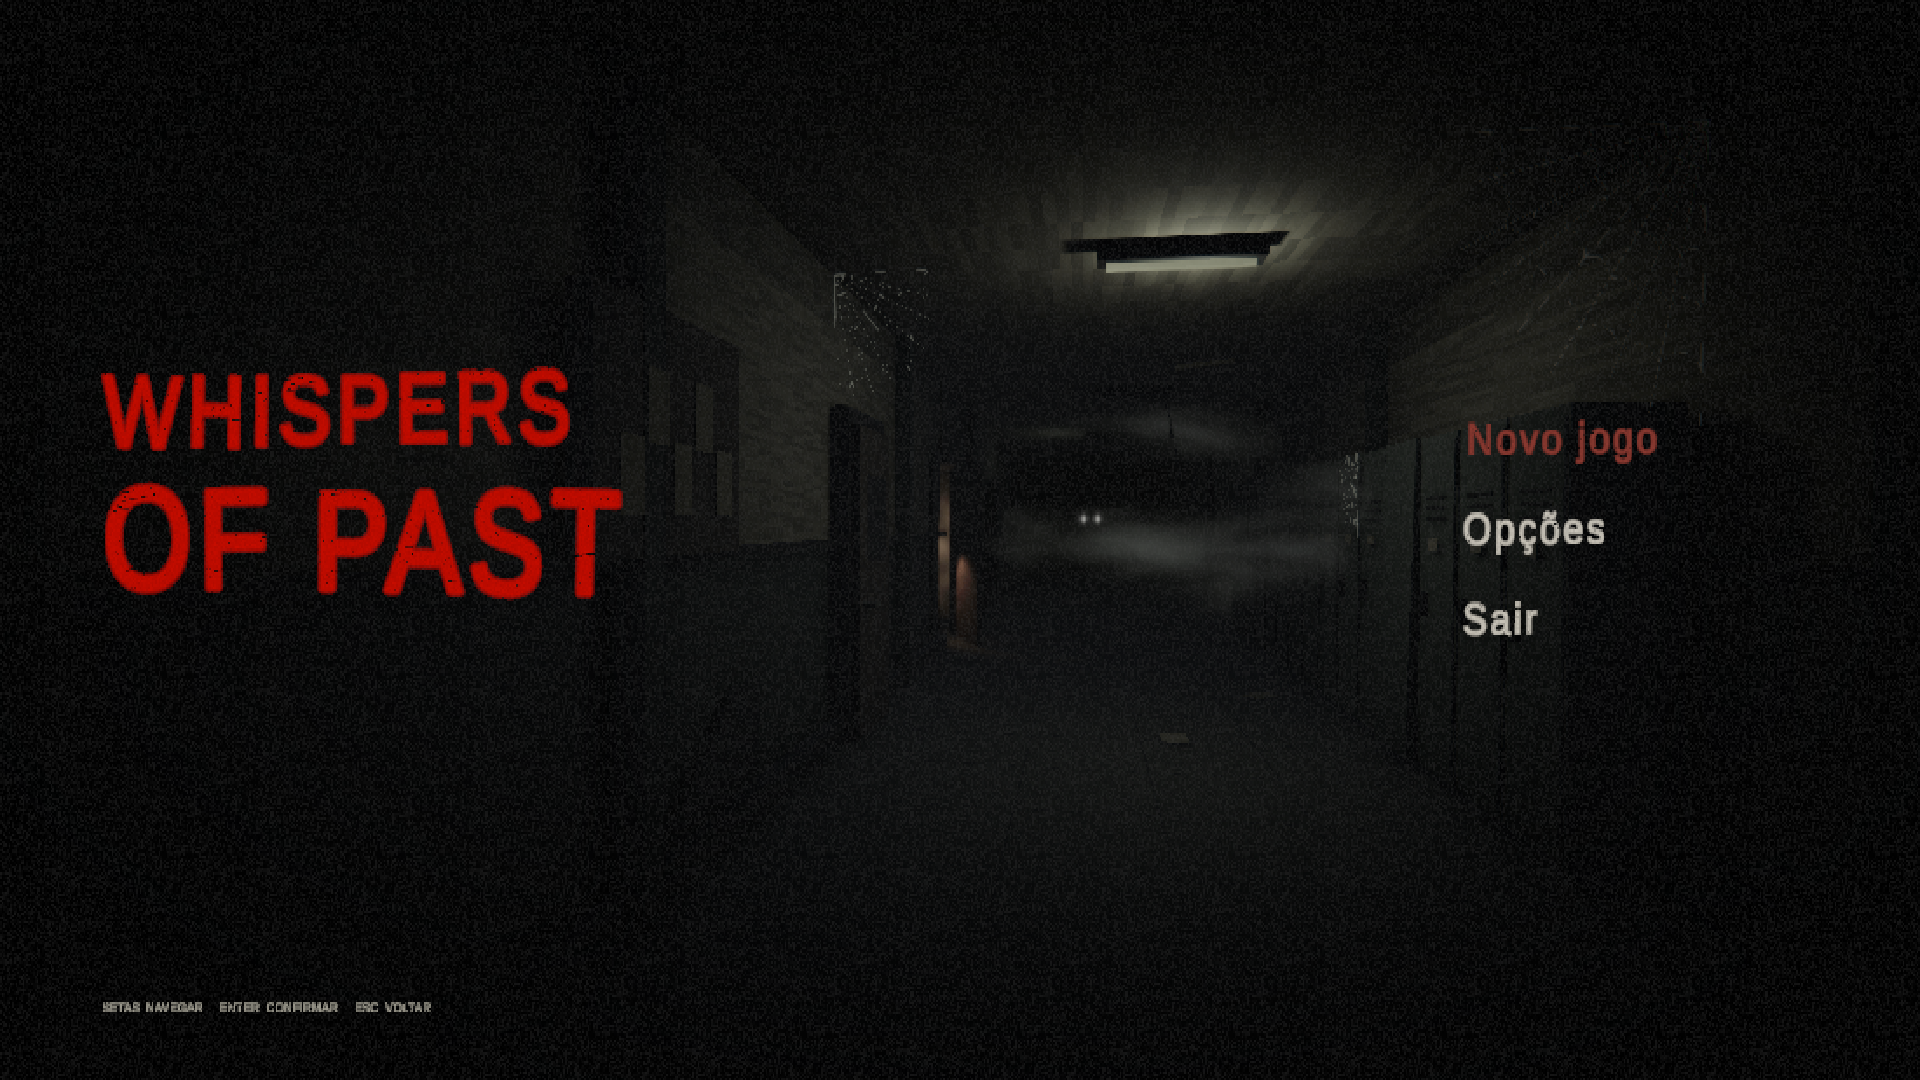 WHISPERS
OF PAST
Novo jogo
Opções
Sair
SETAS NAVEGAR ENTER CONFIRMAR ESC VOLTAR